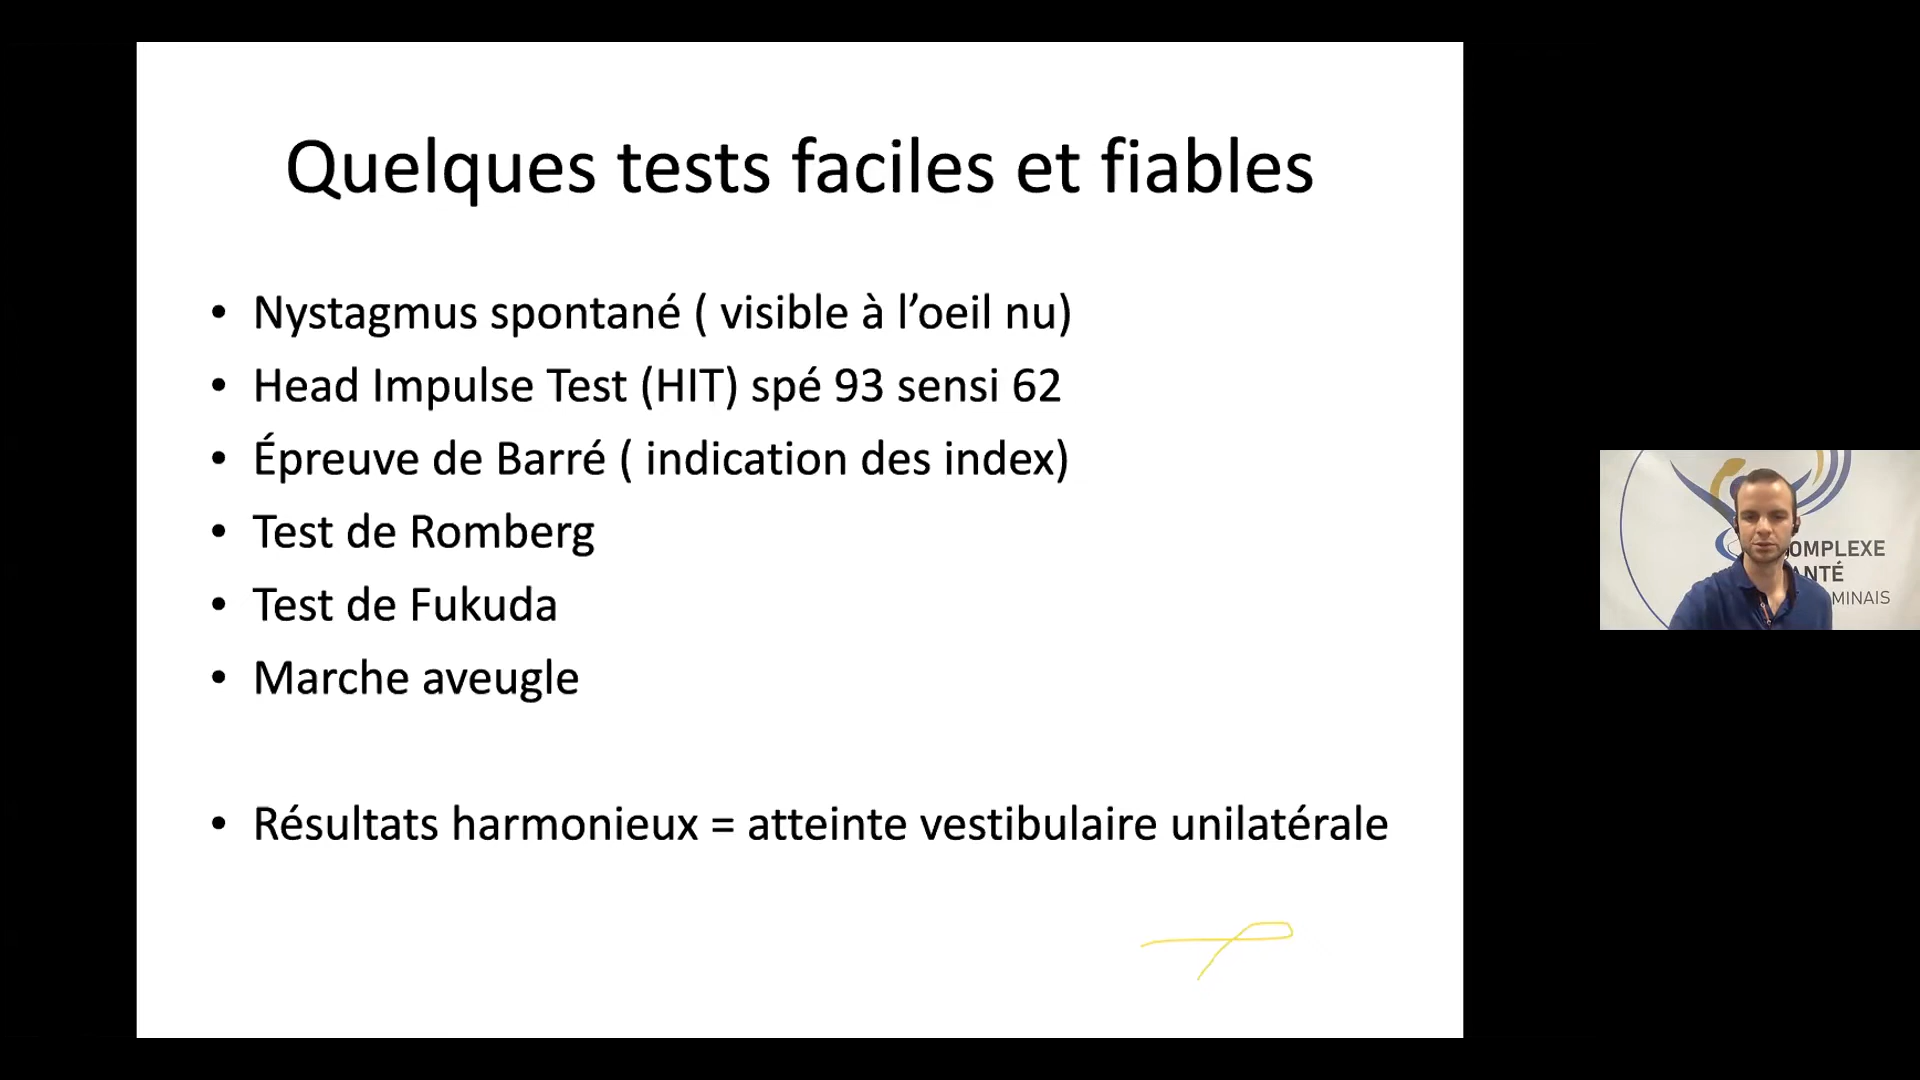 Quelques tests faciles et fiables
• Nystagmus spontané ( visible à l’oeil nu)
• Head Impulse Test (HIT) spé 93 sensi 62
• Épreuve de Barré ( indication des index)
• Test de Romberg
• Test de Fukuda
• Marche aveugle
• Résultats harmonieux = atteinte vestibulaire unilatérale
OMPLEXE
ANTÉ
MINAIS